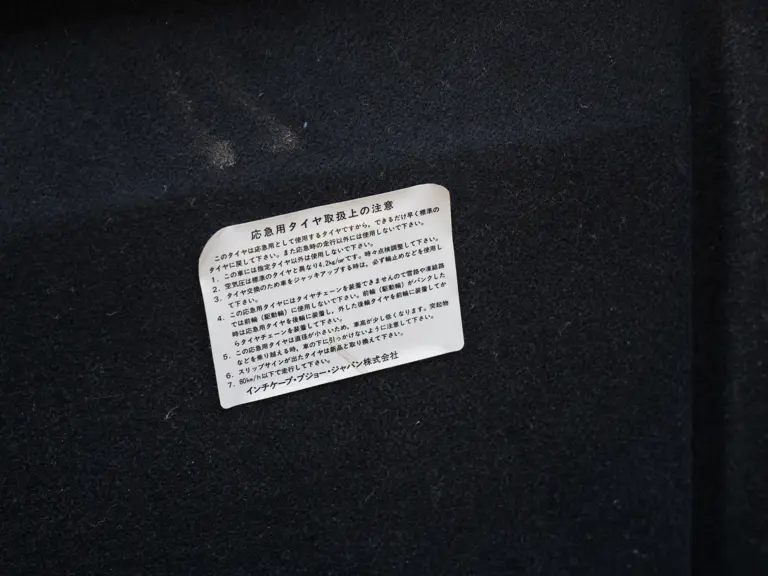 応急用タイヤ取扱上の注意
このタイヤは応急用として使用するタイヤですから、できるだけ早く標準の
タイヤに戻して下さい。また応急時の走行以外には使用しないで下さい。
1. この車には指定タイヤ以外は使用しないで下さい。
2. 空気圧は標準のタイヤと異なり4.2kg/cm²です。時々点検調整して下さい。
3. タイヤ交換のため車をジャッキアップする時は、必ず輪止めなどを使用し
て下さい。
4. この応急用タイヤにはタイヤチェーンを装着できませんので雪路や凍結路
では前輪（駆動輪）に使用しないで下さい。前輪（駆動輪）がパンクした
時は応急用タイヤを後輪に装着し、外した後輪タイヤを前輪に装着してか
らタイヤチェーンを装着して下さい。
5. この応急用タイヤは直径が小さいため、車高が少し低くなります。突起物
などを乗り越える時、車の下に引っかけないように注意して下さい。
6. スリップサインが出たタイヤは新品と取り換えて下さい。
7. 80km/h以下で走行して下さい。
インチケープ・プジョー・ジャパン株式会社